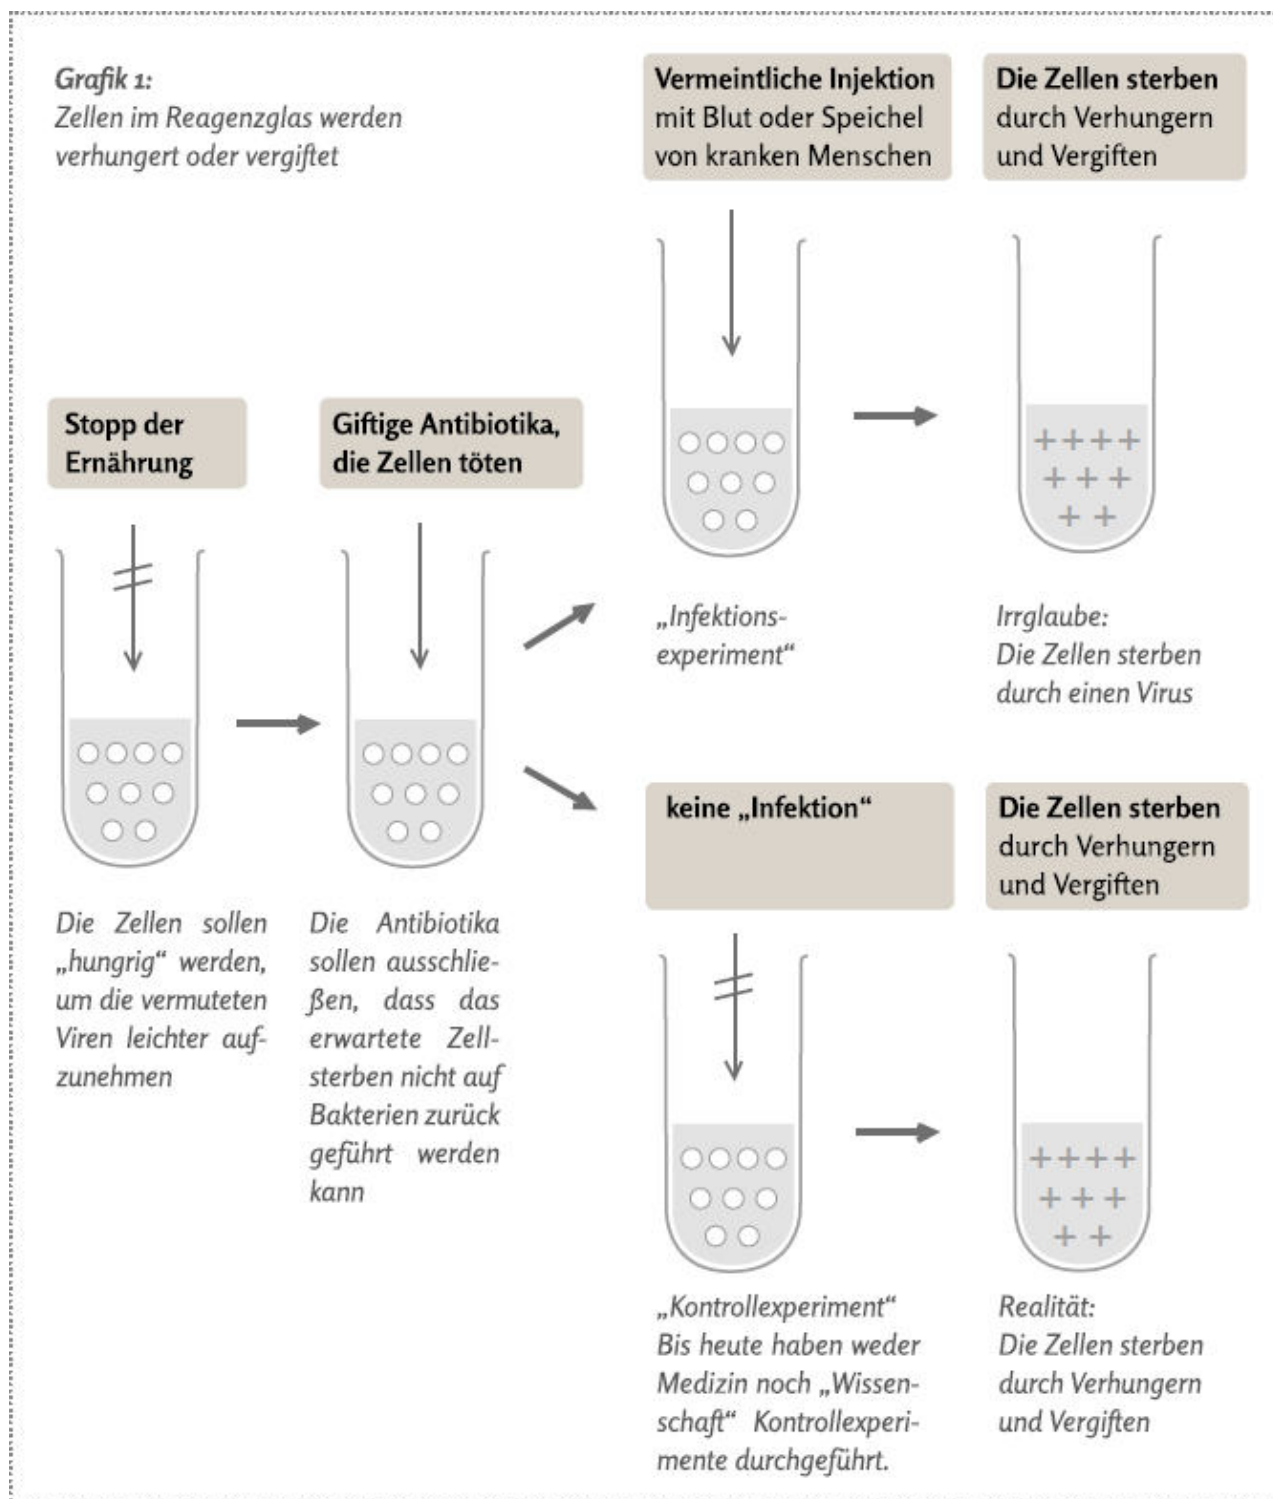 Grafik 1:
Zellen im Reagenzglas werden
verhungert oder vergiftet
Vermeintliche Injektion
mit Blut oder Speichel
von kranken Menschen
Die Zellen sterben
durch Verhungern
und Vergiften
Stopp der
Ernährung
Giftige Antibiotika,
die Zellen töten
„Infektions-
experiment“
Irrglaube:
Die Zellen sterben
durch einen Virus
keine „Infektion“
Die Zellen sterben
durch Verhungern
und Vergiften
Die Zellen sollen
„hungrig“ werden,
um die vermuteten
Viren leichter auf-
zunehmen
Die Antibiotika
sollen ausschlie-
ßen, dass das
erwartete Zell-
sterben nicht auf
Bakterien zurück
geführt werden
kann
„Kontrollexperiment“
Bis heute haben weder
Medizin noch „Wissen-
schaft“ Kontrollexperi-
mente durchgeführt.
Realität:
Die Zellen sterben
durch Verhungern
und Vergiften